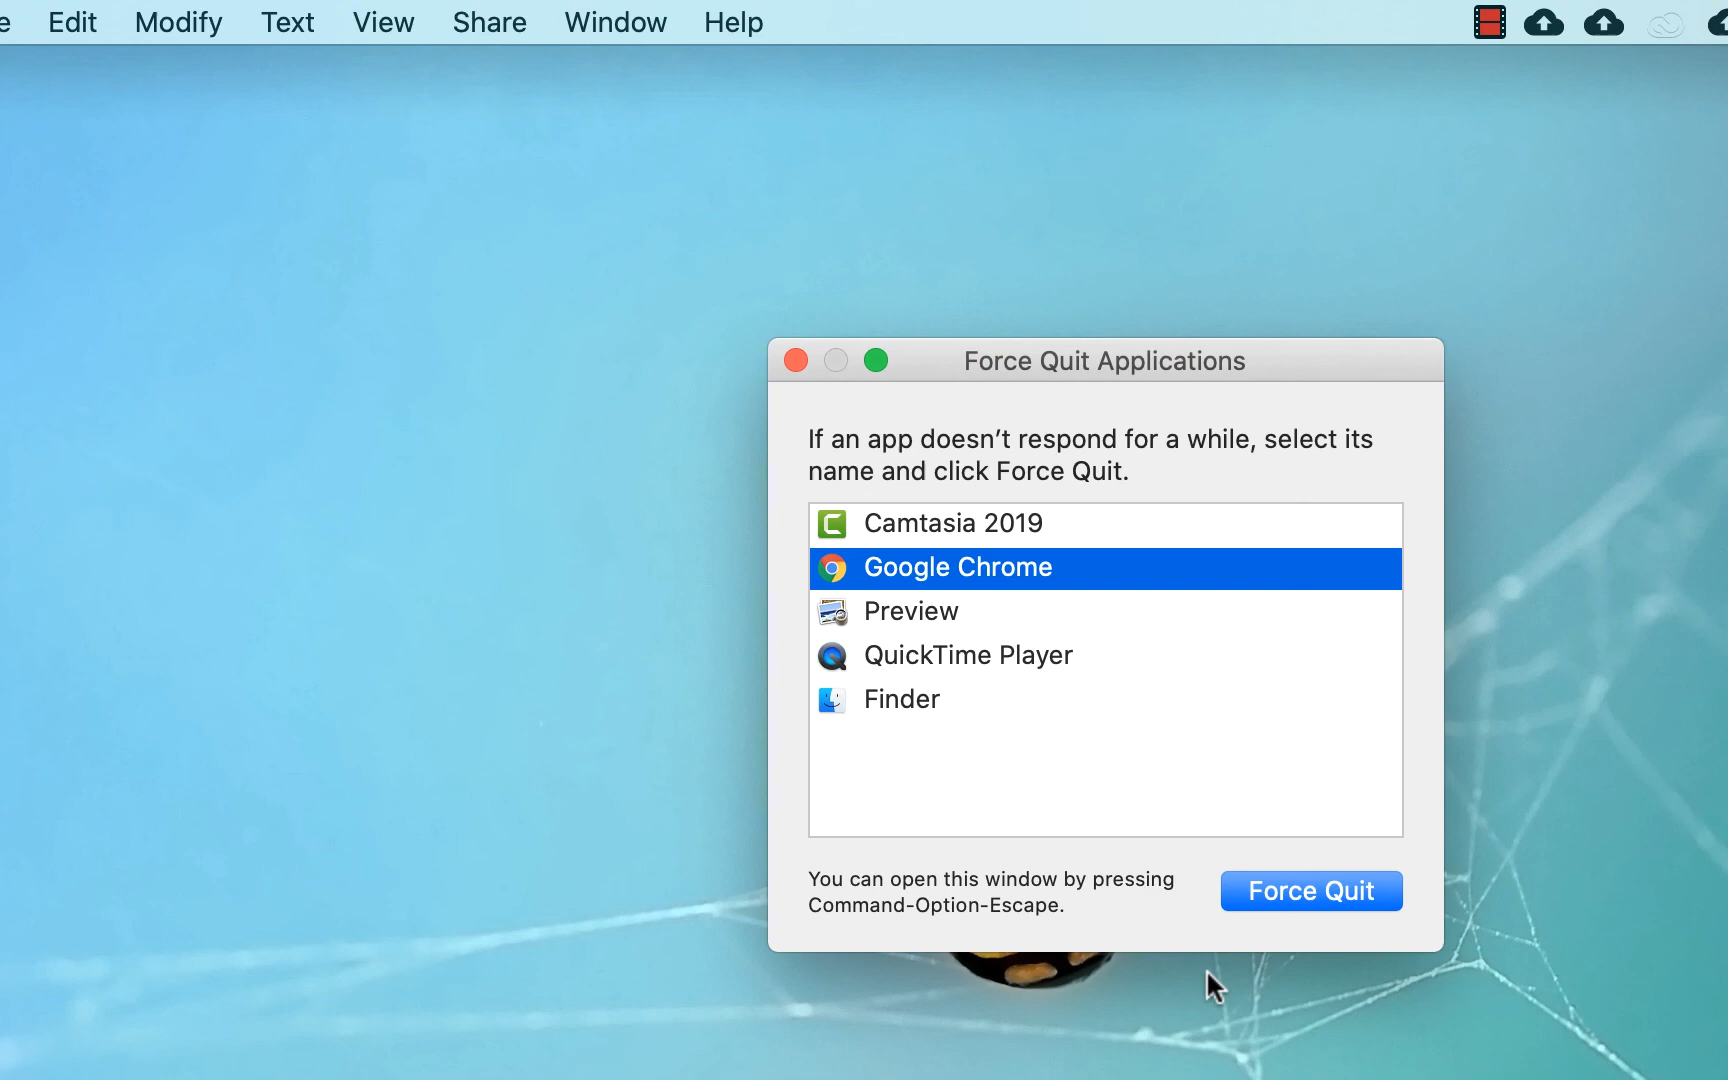 Edit Modify Text View Share Window Help
Force Quit Applications
If an app doesn’t respond for a while, select its
name and click Force Quit.
Camtasia 2019
Google Chrome
Preview
QuickTime Player
Finder
You can open this window by pressing
Command-Option-Escape.
Force Quit